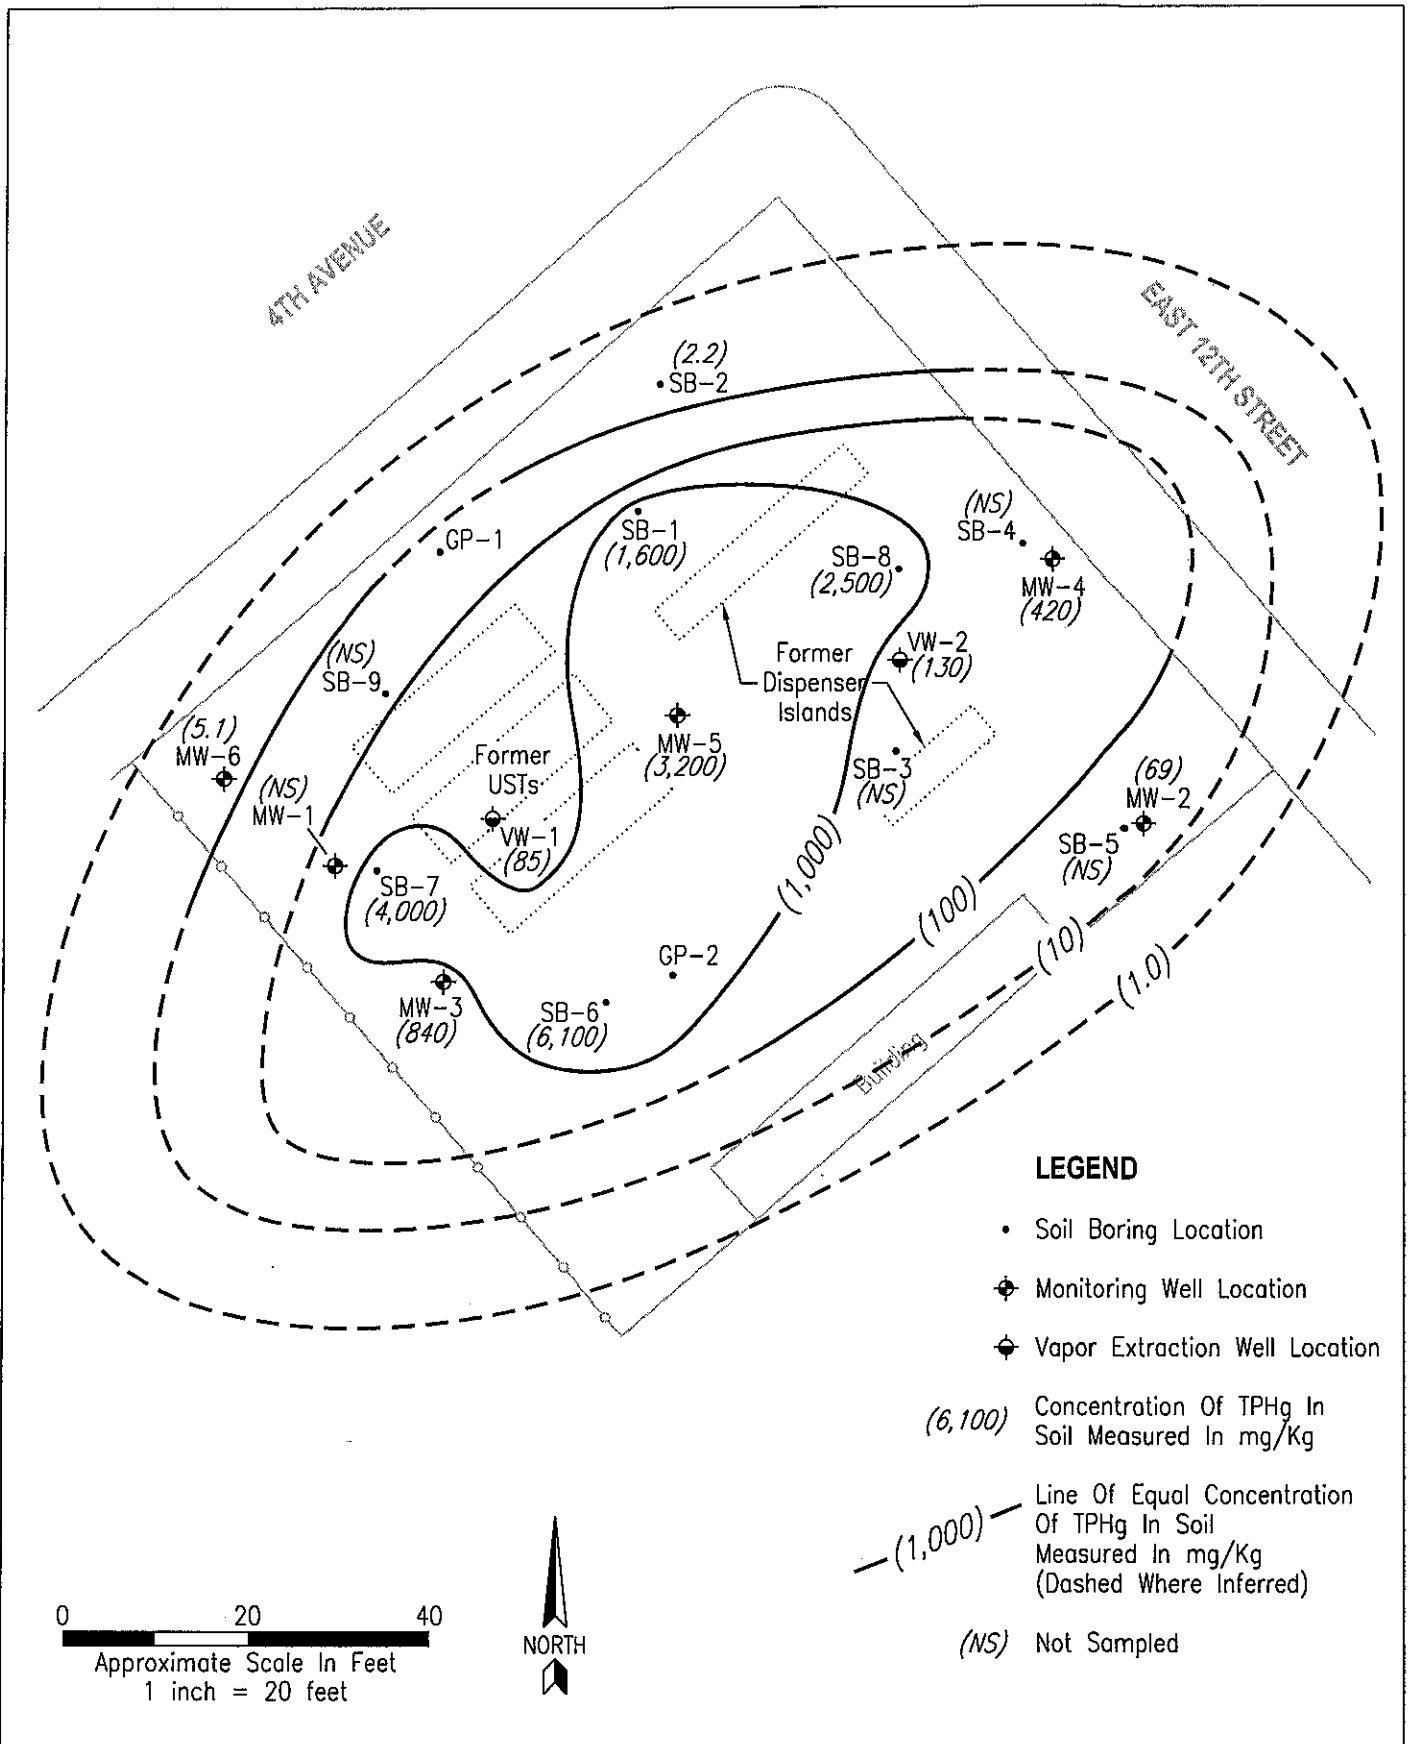 4TH AVENUE
EAST 12TH STREET
(2.2)
SB-2
GP-1
SB-1
(1,600)
(NS)
SB-4
SB-8
(2,500)
MW-4
(420)
(NS)
SB-9
Former
Dispenser
Islands
VW-2
(130)
(5.1)
MW-6
MW-5
(3,200)
Former
USTs
SB-3
(NS)
(69)
MW-2
(NS)
MW-1
VW-1
(85)
SB-5
(NS)
SB-7
(4,000)
(1,000)
(100)
(10)
(1.0)
GP-2
MW-3
(840)
SB-6
(6,100)
Building
LEGEND
Soil Boring Location
Monitoring Well Location
Vapor Extraction Well Location
(6,100)
Concentration Of TPHg In
Soil Measured In mg/Kg
(1,000)
Line Of Equal Concentration
Of TPHg In Soil
Measured In mg/Kg
(Dashed Where Inferred)
(NS) Not Sampled
0 20 40
Approximate Scale In Feet
1 inch = 20 feet
NORTH